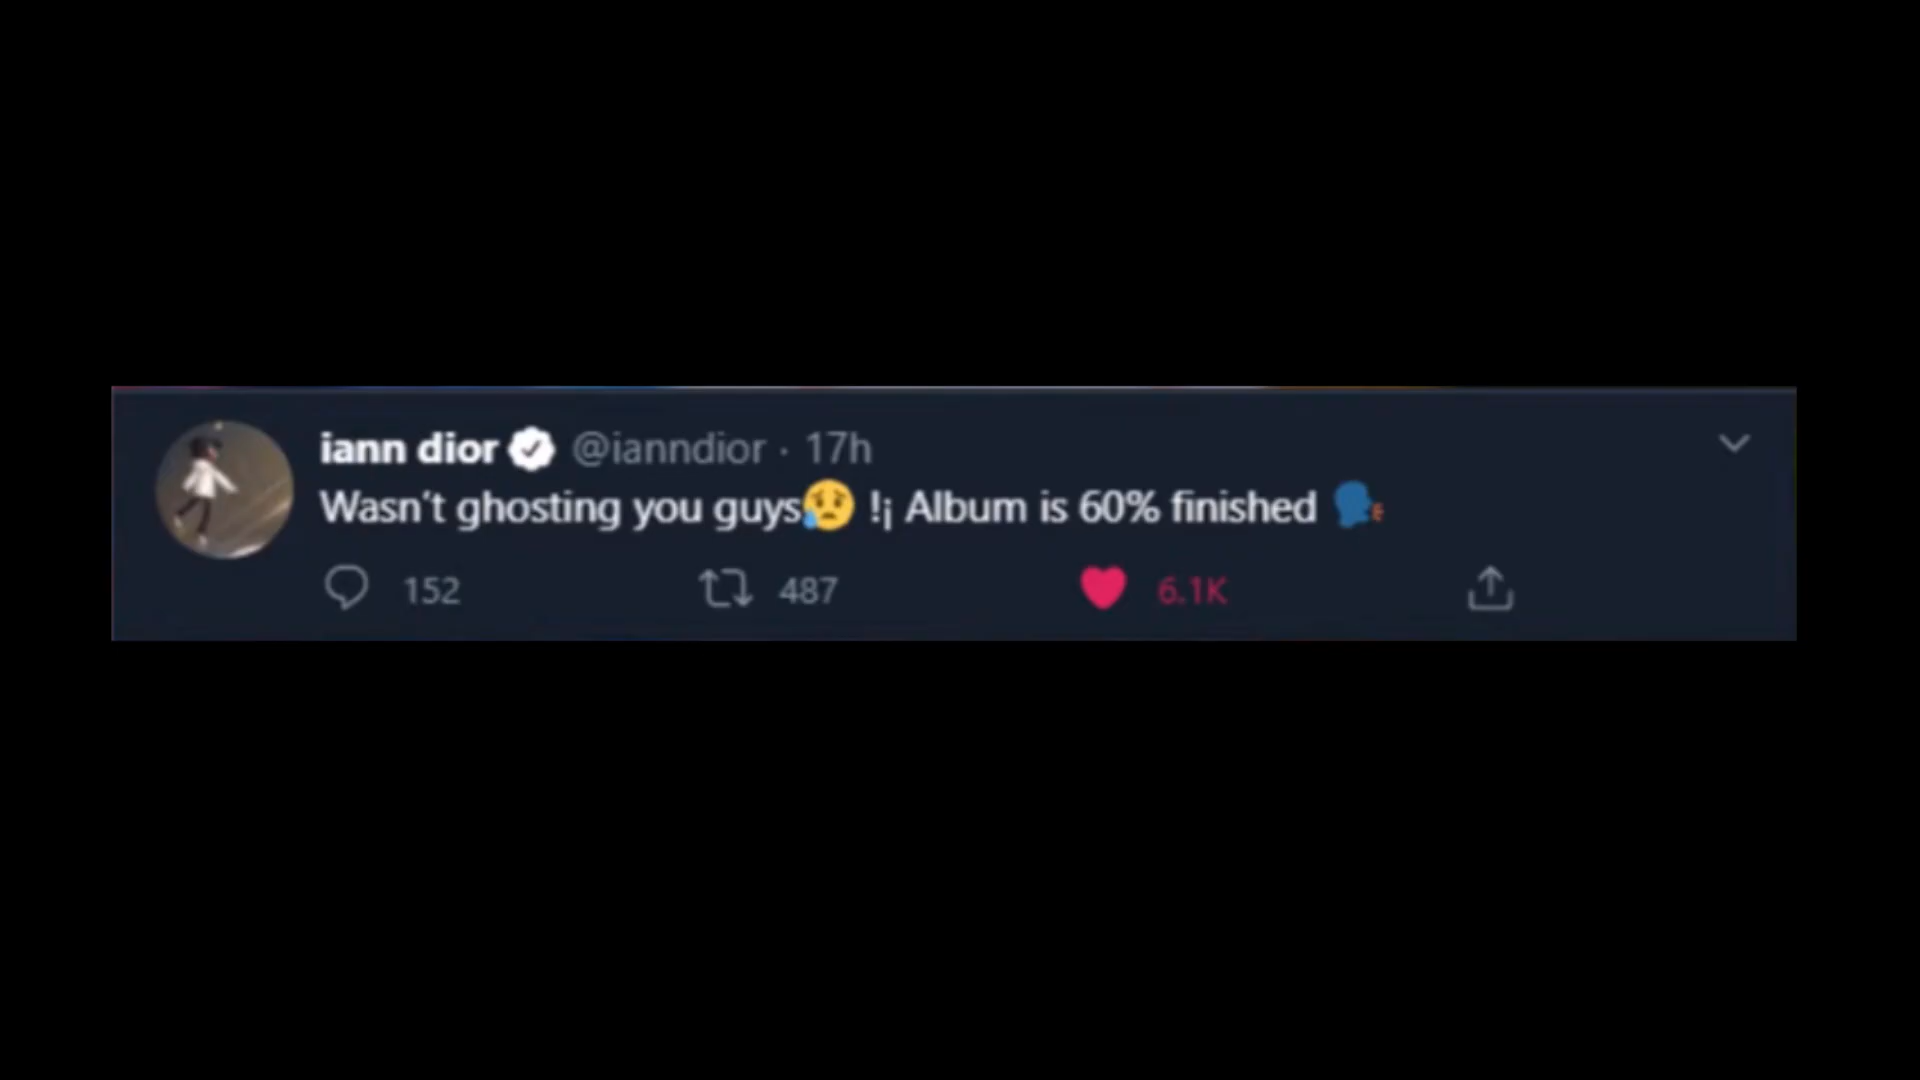 iann dior @ianndior · 17h
Wasn't ghosting you guys😥 !¡ Album is 60% finished 🗣
152 487 6.1K